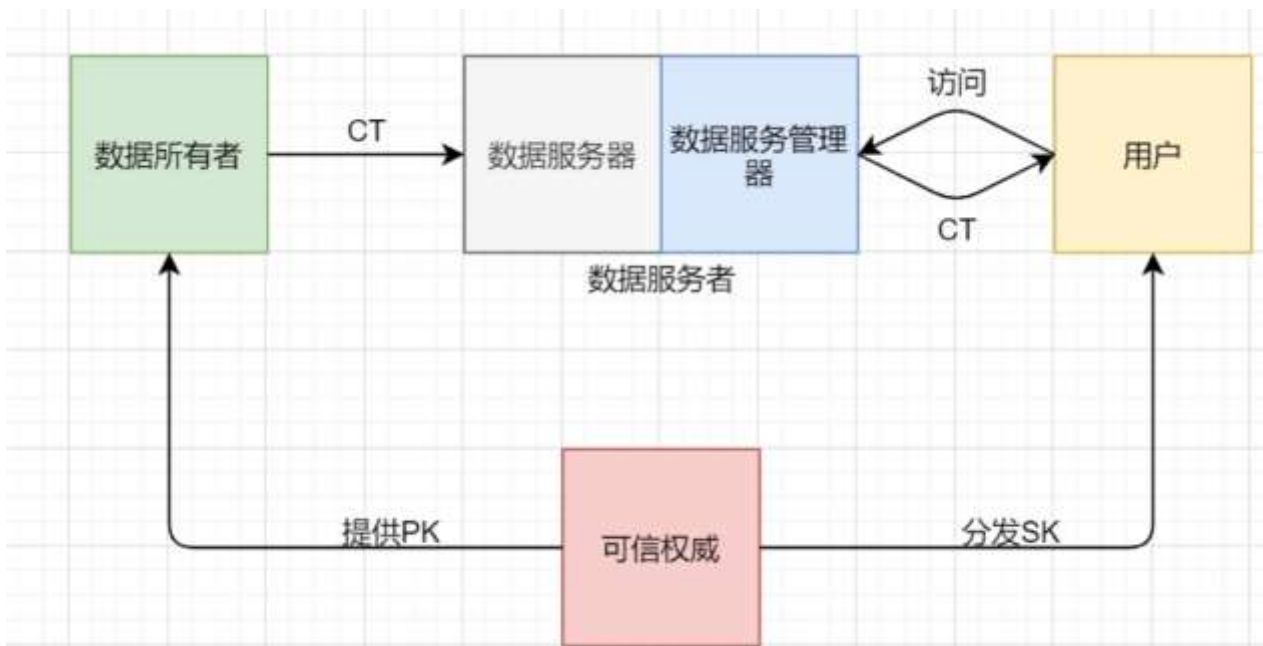 访问
CT
数据所有者
数据服务器
数据服务管理
器
用户
CT
数据服务者
提供PK
可信权威
分发SK